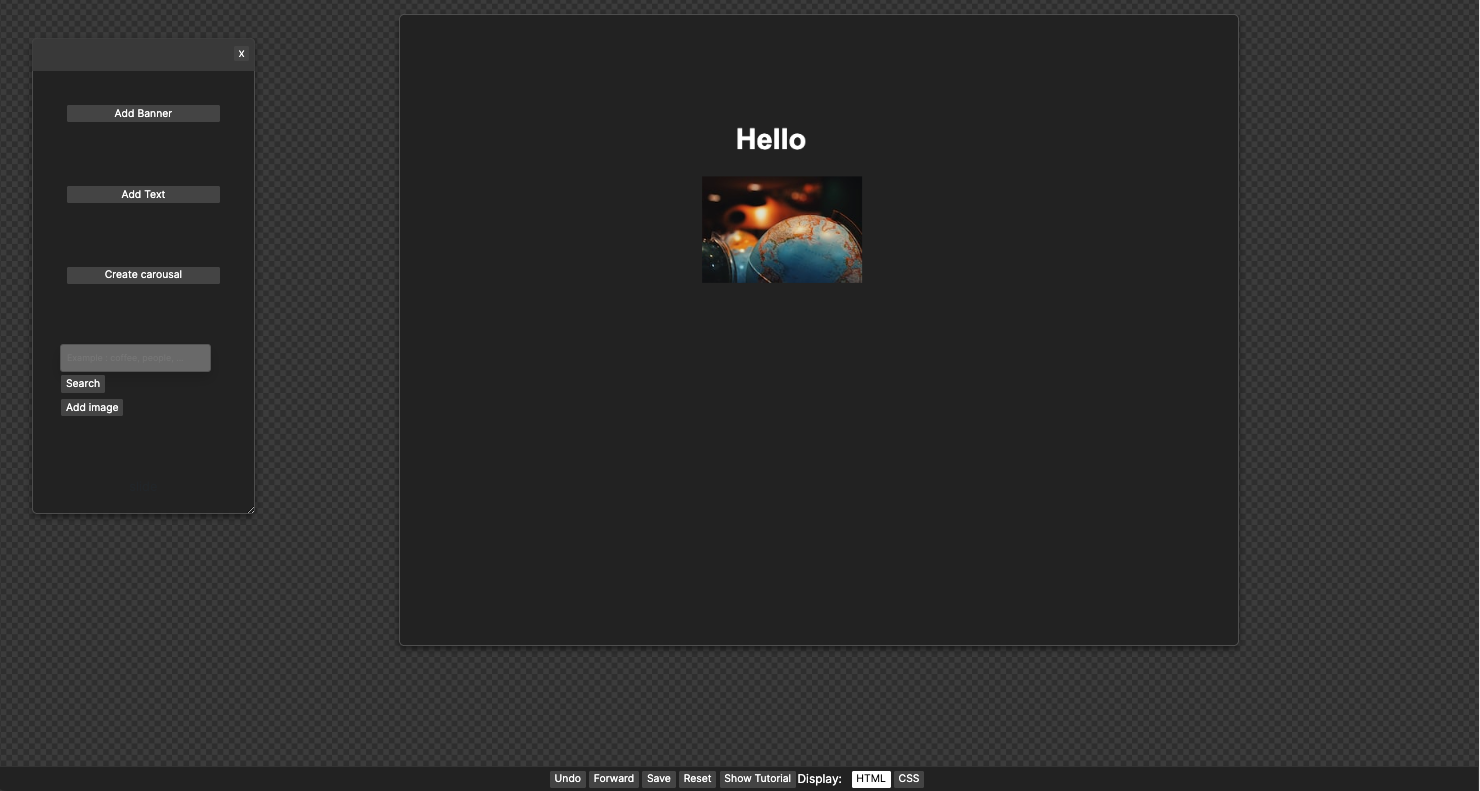 X
Add Banner
Add Text
Create carousal
Example : coffee, people, ...
Search
Add image
Hello
Undo Forward Save Reset Show Tutorial Display: HTML CSS